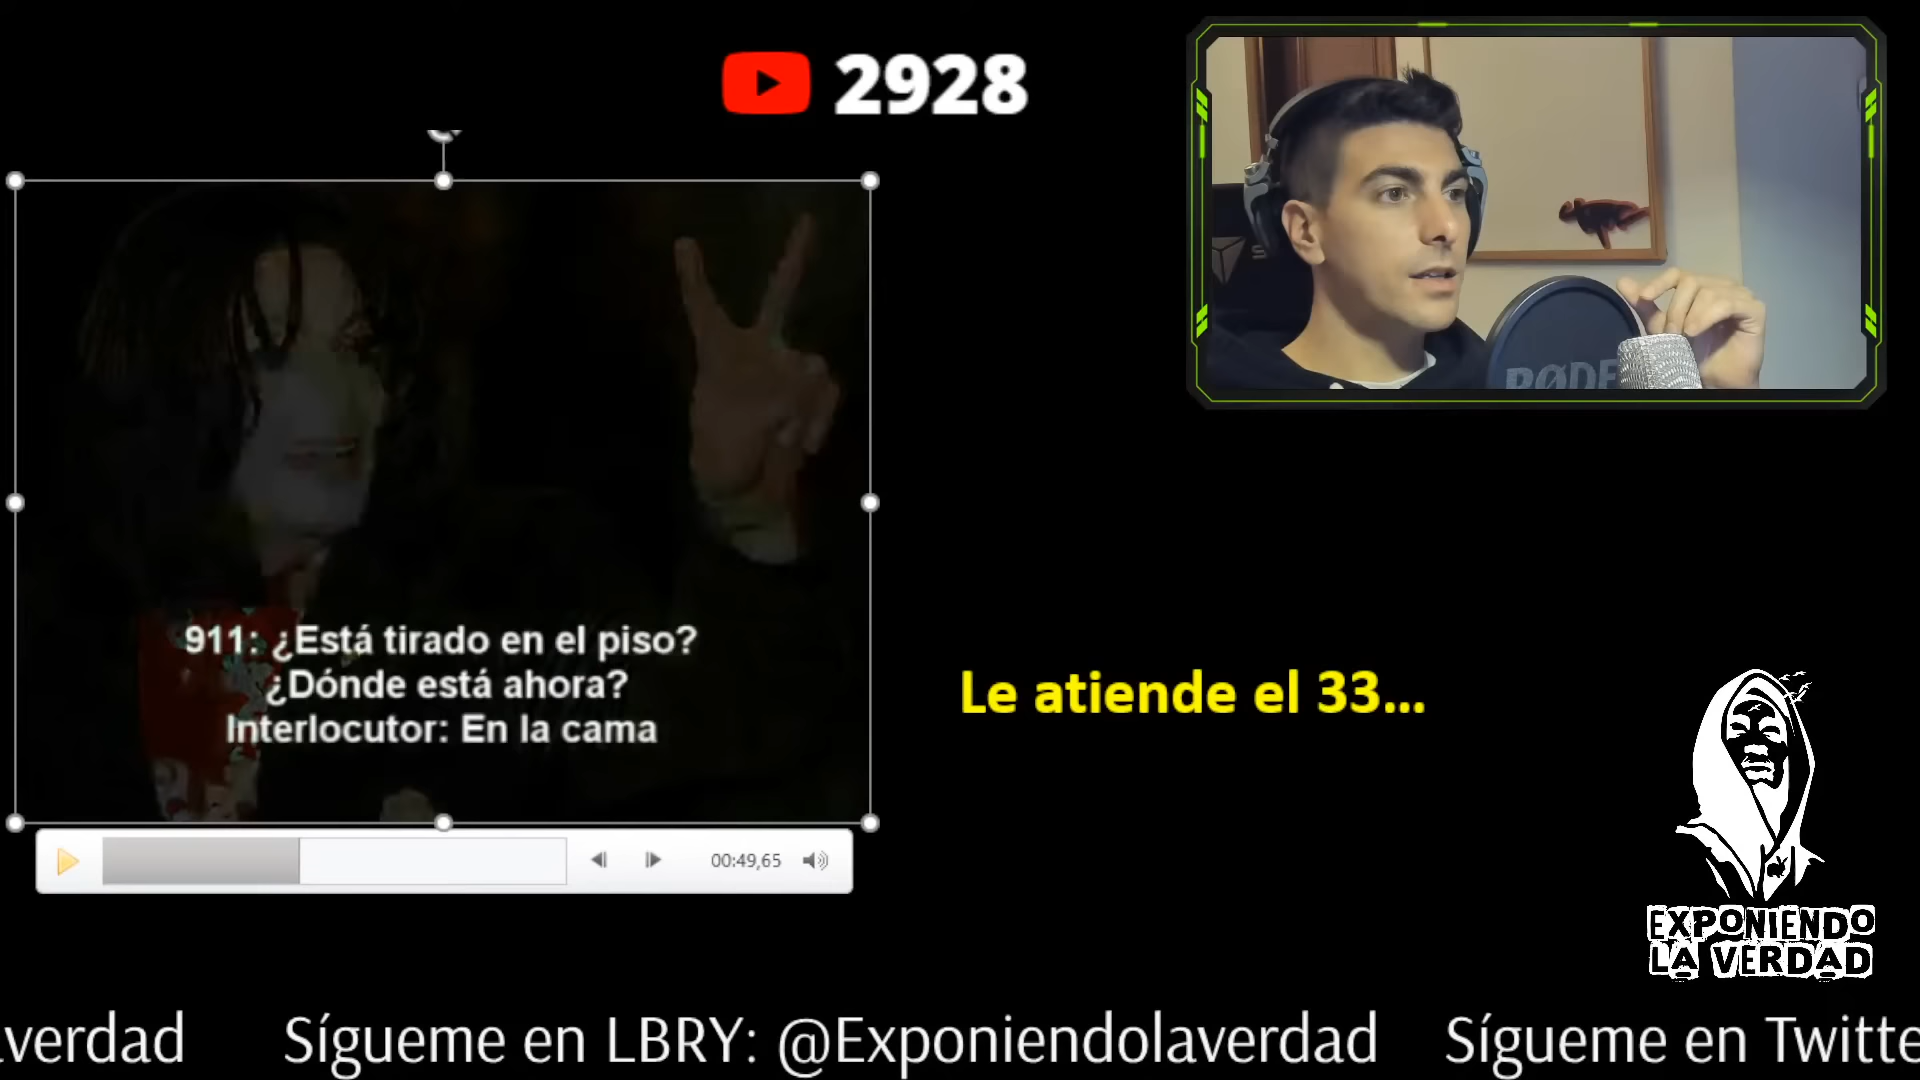 2928
RØDE
911: ¿Está tirado en el piso?
¿Dónde está ahora?
Interlocutor: En la cama
Le atiende el 33...
00:49,65
EXPONIENDO
LA VERDAD
verdad Sígueme en LBRY: @Exponiendolaverdad Sígueme en Twitte